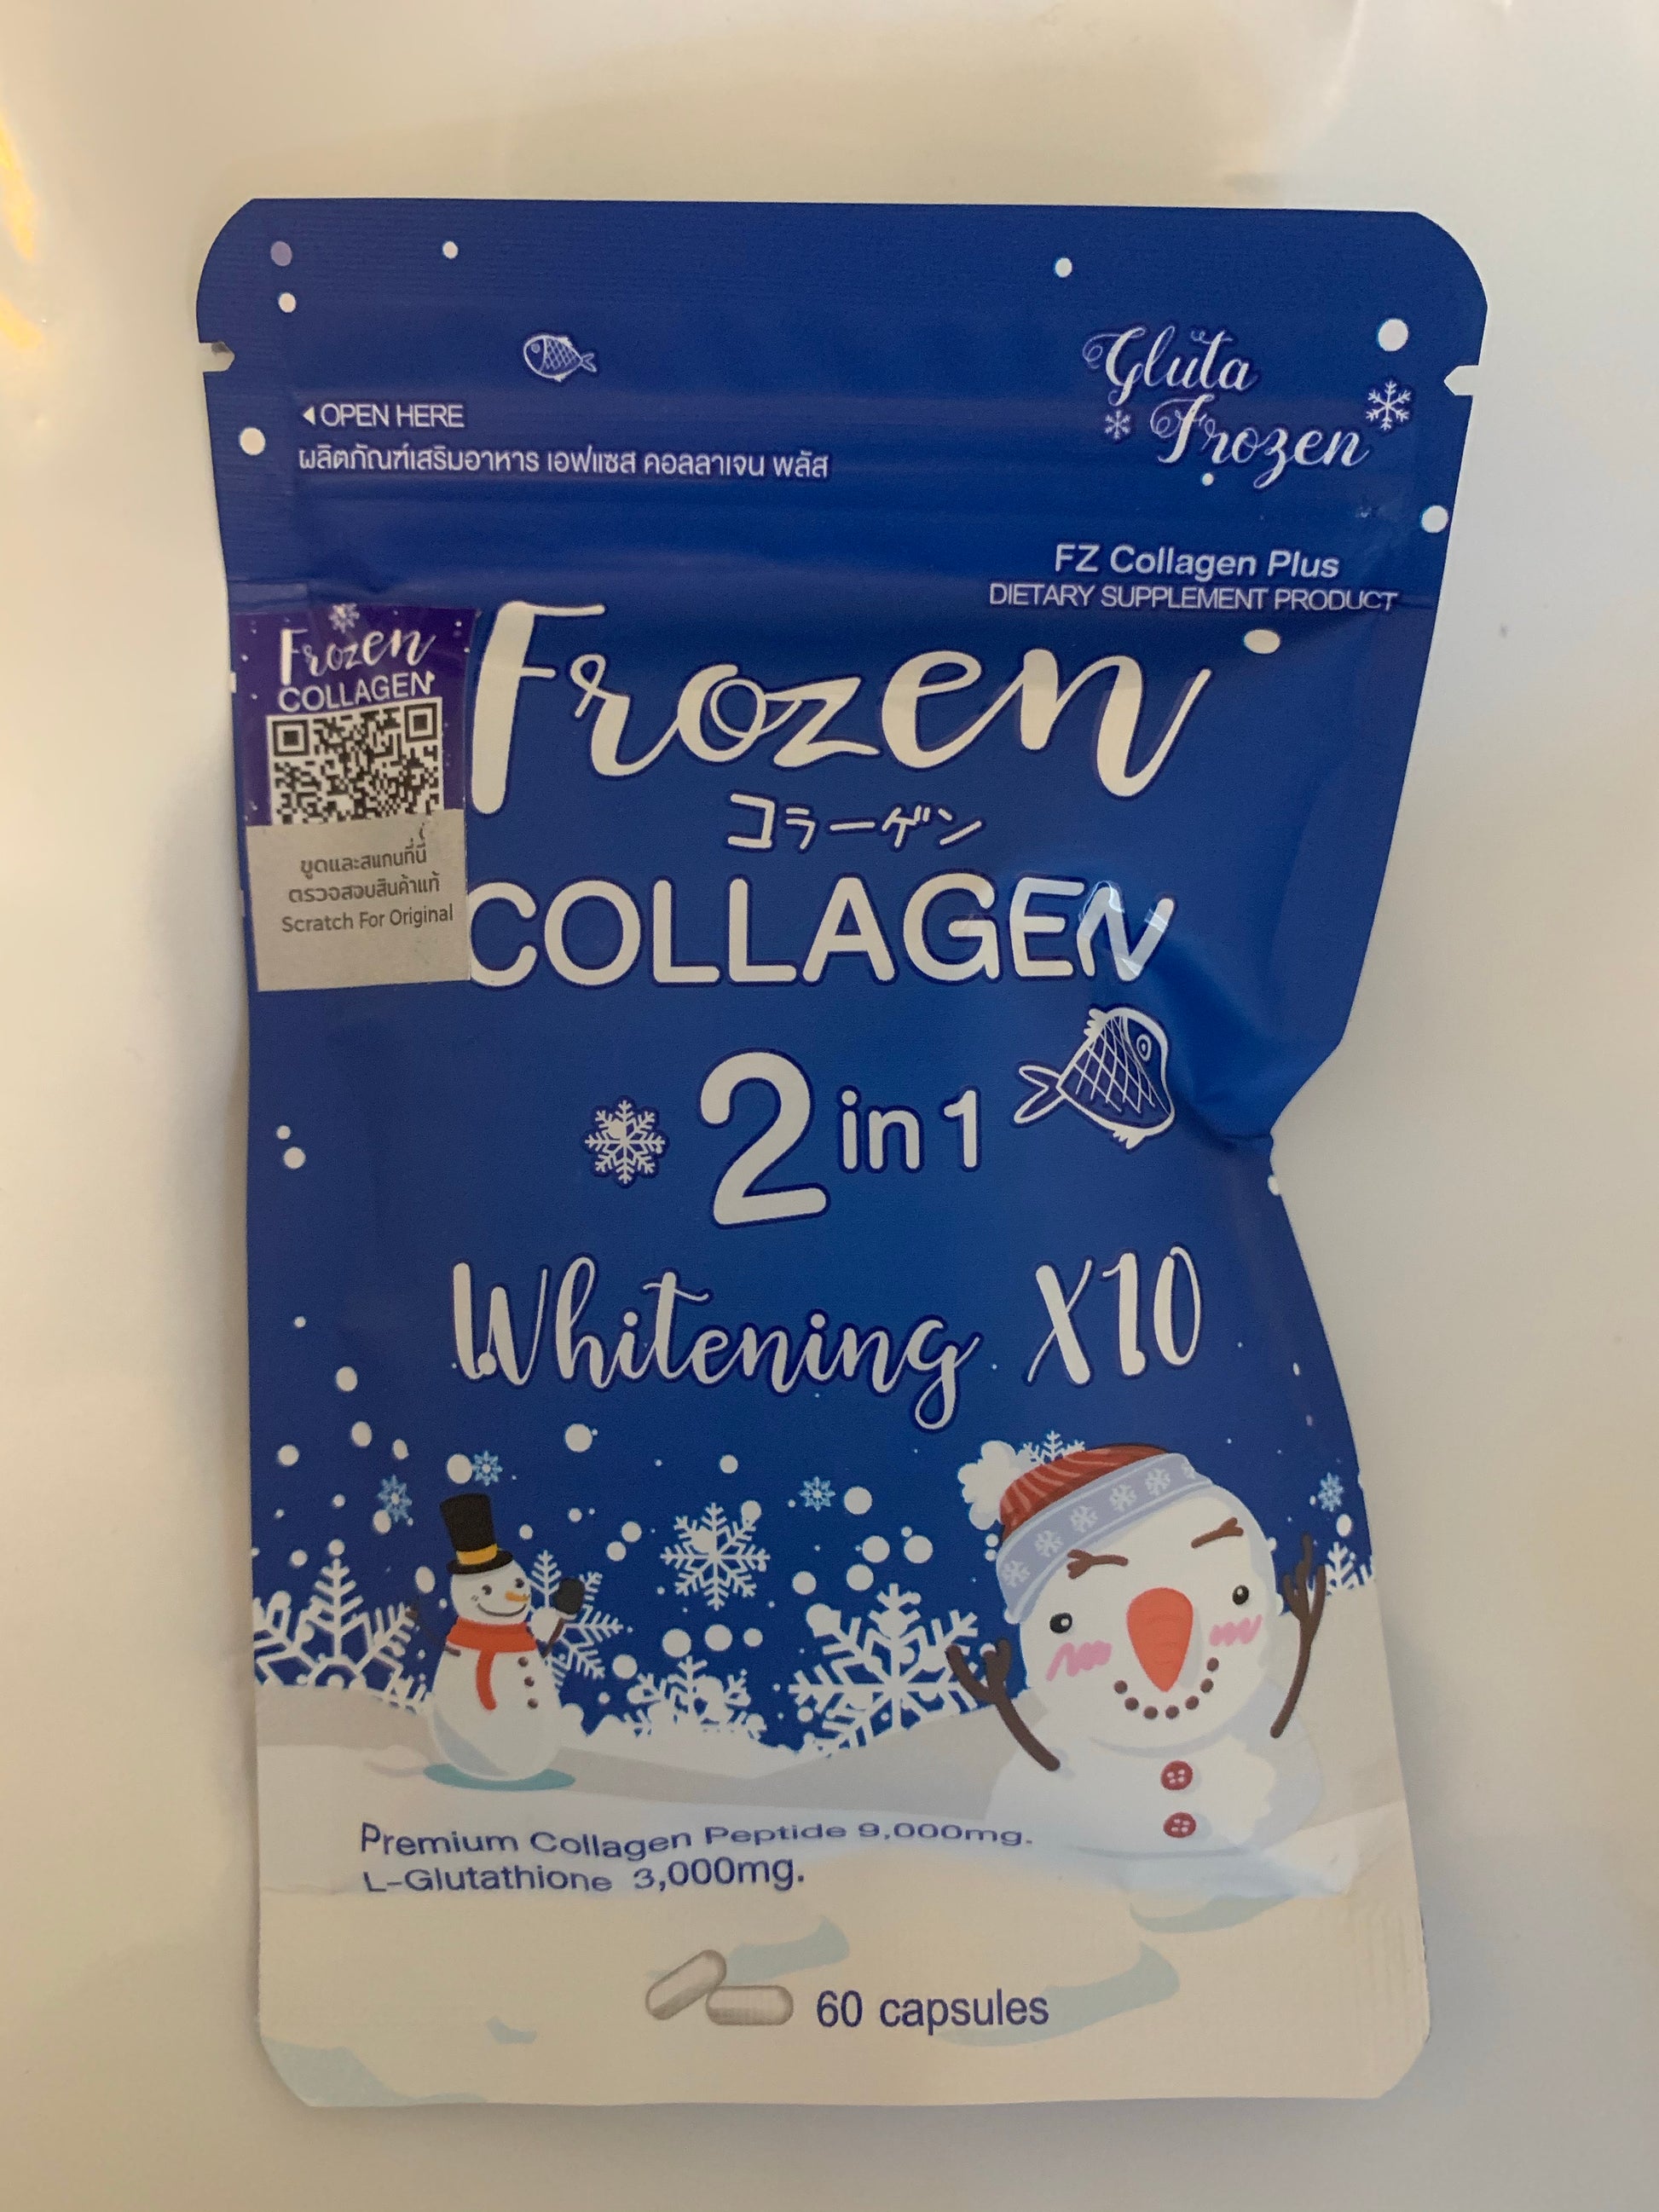 Gluta
Frozen
OPEN HERE
ผลิตภัณฑ์เสริมอาหาร เอฟแซส คอลลาเจน พลัส
FZ Collagen Plus
DIETARY SUPPLEMENT PRODUCT
Frozen
COLLAGEN
ขูดและสแกนที่นี่
ตรวจสอบสินค้าแท้
Scratch For Original
Frozen
コラーゲン
COLLAGEN
2 in 1
Whitening X10
Premium Collagen Peptide 9,000mg.
L-Glutathione 3,000mg.
60 capsules